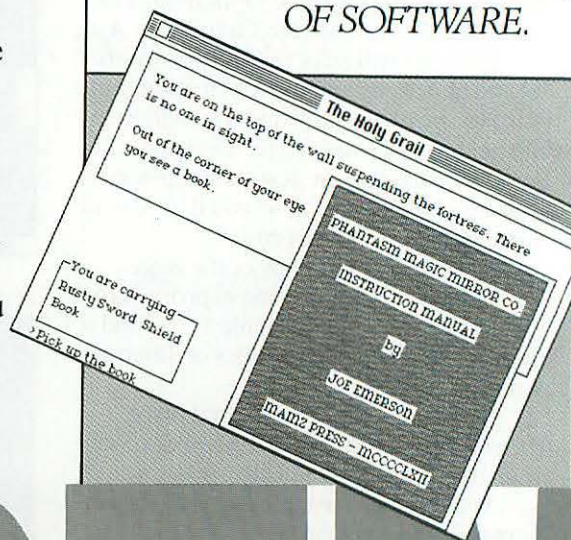 OF SOFTWARE.
The Holy Grail
You are on the top of the wall suspending the fortress. There
is no one in sight.
Out of the corner of your eye
you see a book.
You are carrying
Rusty Sword Shield
Book
>Pick up the book
PHANTASM MAGIC MIRROR CO.
INSTRUCTION MANUAL
by
JOE EMERSON
MAM2 PRESS - MCCCCLXII